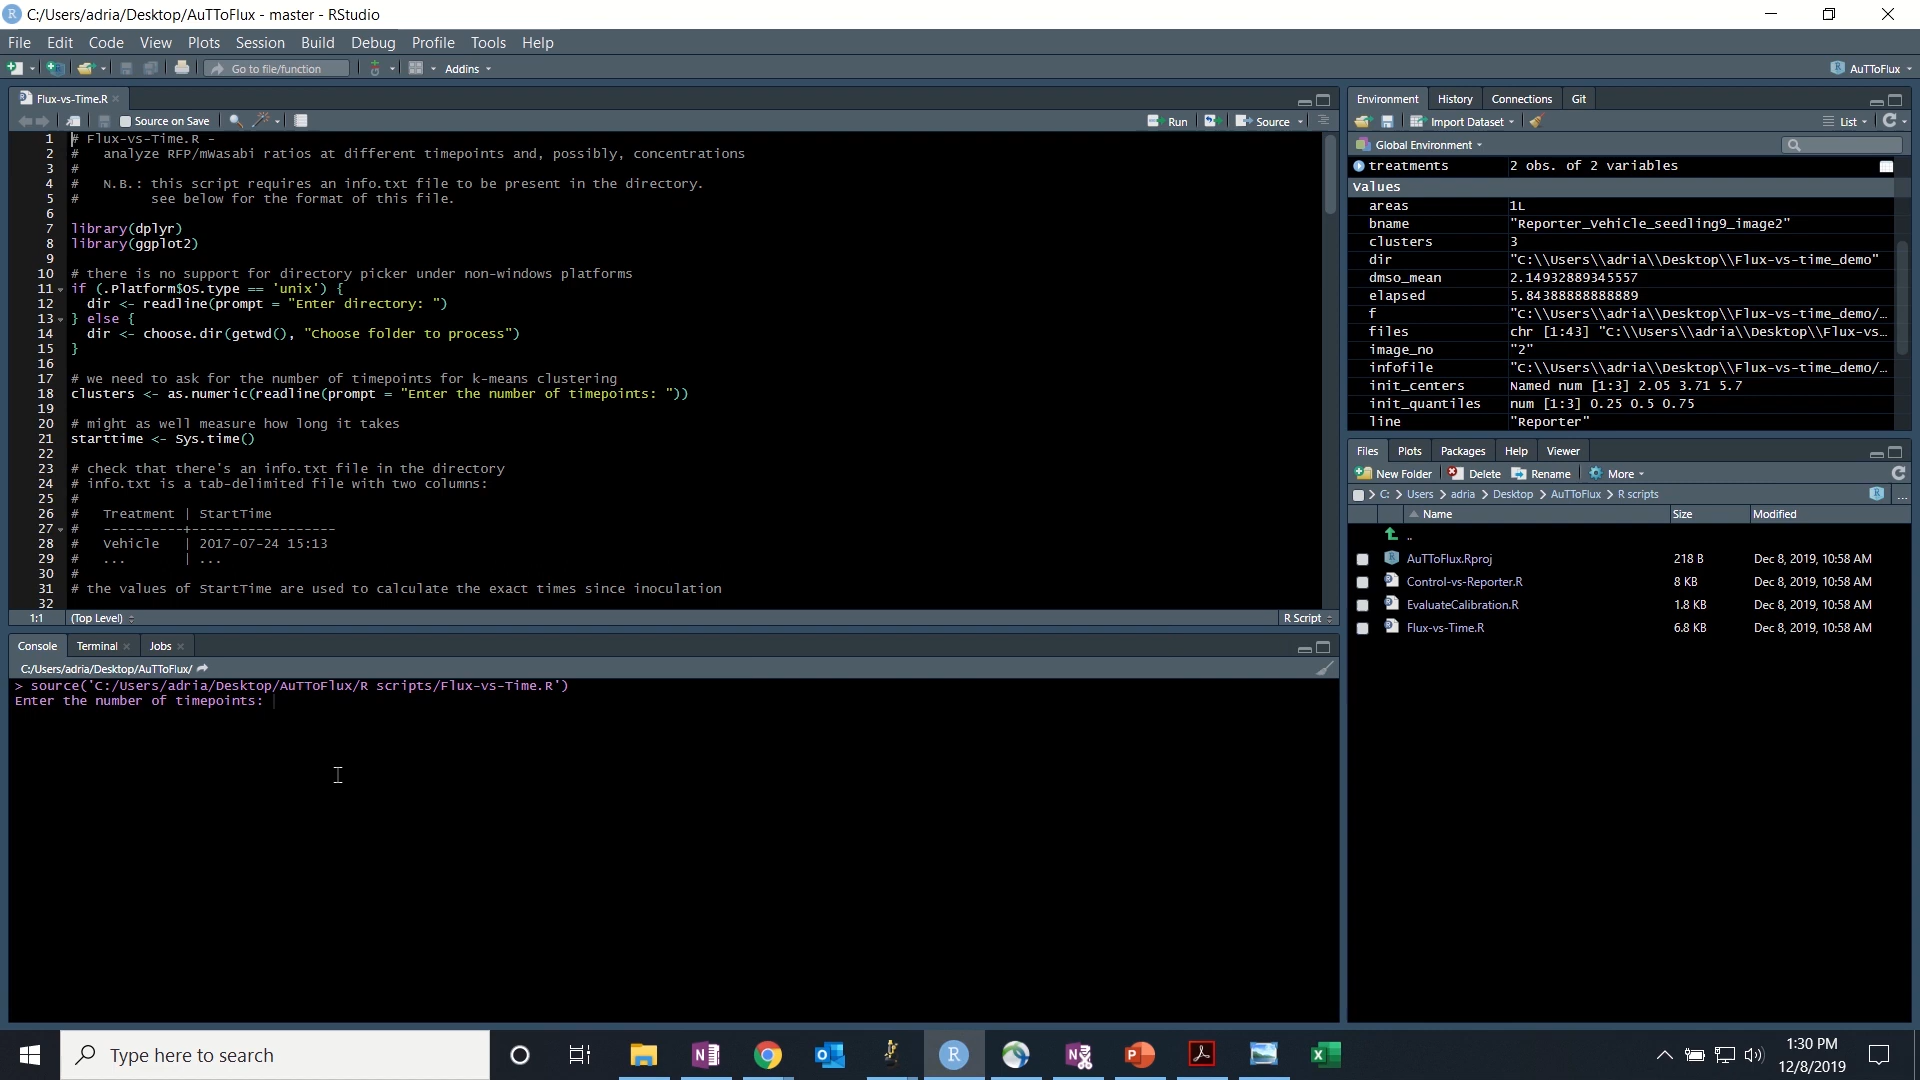 C:/Users/adria/Desktop/AuTToFlux - master - RStudio
File Edit Code View Plots Session Build Debug Profile Tools Help
Go to file/function Addins AuTToFlux
Flux-vs-Time.R
Source on Save Run Source
1 # Flux-vs-Time.R -
2 #   analyze RFP/mWasabi ratios at different timepoints and, possibly, concentrations
3 #
4 #   N.B.: this script requires an info.txt file to be present in the directory.
5 #         see below for the format of this file.
6
7 library(dplyr)
8 library(ggplot2)
9
10 # there is no support for directory picker under non-windows platforms
11 if (.Platform$OS.type == 'unix') {
12   dir <- readline(prompt = "Enter directory: ")
13 } else {
14   dir <- choose.dir(getwd(), "Choose folder to process")
15 }
16
17 # we need to ask for the number of timepoints for k-means clustering
18 clusters <- as.numeric(readline(prompt = "Enter the number of timepoints: "))
19
20 # might as well measure how long it takes
21 starttime <- Sys.time()
22
23 # check that there's an info.txt file in the directory
24 # info.txt is a tab-delimited file with two columns:
25 #
26 #   Treatment | StartTime
27 #   ----------+------------------
28 #   Vehicle   | 2017-07-24 15:13
29 #   ...       | ...
30 #
31 # the values of StartTime are used to calculate the exact times since inoculation
32
1:1 (Top Level) R Script
Console Terminal Jobs
C:/Users/adria/Desktop/AuTToFlux/
> source('C:/Users/adria/Desktop/AuTToFlux/R scripts/Flux-vs-Time.R')
Enter the number of timepoints:
Environment History Connections Git
Import Dataset List
Global Environment
treatments 2 obs. of 2 variables
Values
areas 1L
bname "Reporter_Vehicle_seedling9_image2"
clusters 3
dir "C:\\Users\\adria\\Desktop\\Flux-vs-time_demo"
dmso_mean 2.14932889345557
elapsed 5.84388888888889
f "C:\\Users\\adria\\Desktop\\Flux-vs-time_demo/…
files chr [1:43] "C:\\Users\\adria\\Desktop\\Flux-vs…
image_no "2"
infofile "C:\\Users\\adria\\Desktop\\Flux-vs-time_demo/…
init_centers Named num [1:3] 2.05 3.71 5.7
init_quantiles num [1:3] 0.25 0.5 0.75
line "Reporter"
Files Plots Packages Help Viewer
New Folder Delete Rename More
C: > Users > adria > Desktop > AuTToFlux > R scripts ...
Name Size Modified
..
AuTToFlux.Rproj 218 B Dec 8, 2019, 10:58 AM
Control-vs-Reporter.R 8 KB Dec 8, 2019, 10:58 AM
EvaluateCalibration.R 1.8 KB Dec 8, 2019, 10:58 AM
Flux-vs-Time.R 6.8 KB Dec 8, 2019, 10:58 AM
Type here to search
1:30 PM
12/8/2019